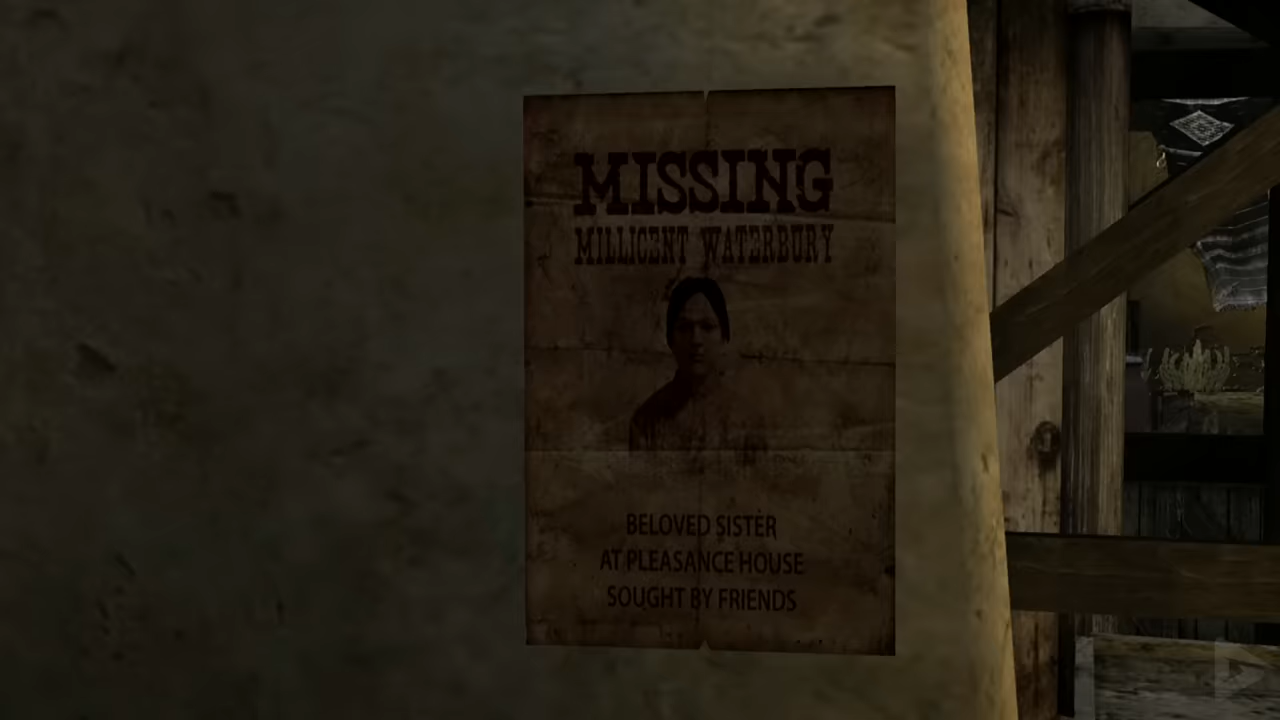 MISSING
MILLICENT WATERBURY
BELOVED SISTER
AT PLEASANCE HOUSE
SOUGHT BY FRIENDS